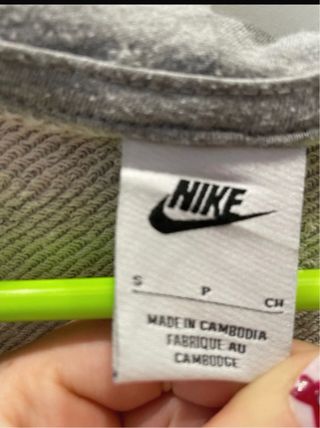 NIKE
S P CH
MADE IN CAMBODIA
FABRIQUE AU
CAMBODGE